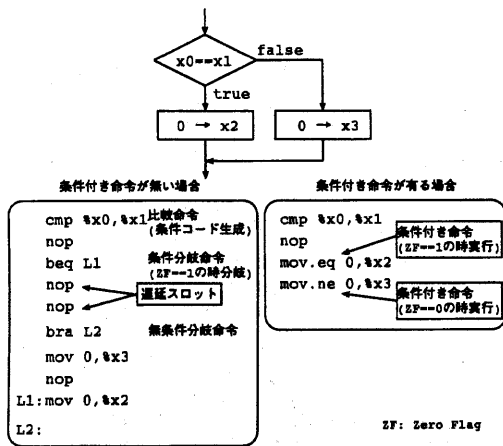 x0==x1
false
true
0 → x2
0 → x3
条件付き命令が無い場合
cmp %x0,%x1 比較命令
(条件コード生成)
nop
beq L1 条件分岐命令
(ZF==1の時分岐)
nop
nop
遅延スロット
bra L2 無条件分岐命令
mov 0,%x3
nop
L1:mov 0,%x2
L2:
条件付き命令が有る場合
cmp %x0,%x1
nop
mov.eq 0,%x2
mov.ne 0,%x3
条件付き命令
(ZF==1の時実行)
条件付き命令
(ZF==0の時実行)
ZF: Zero Flag